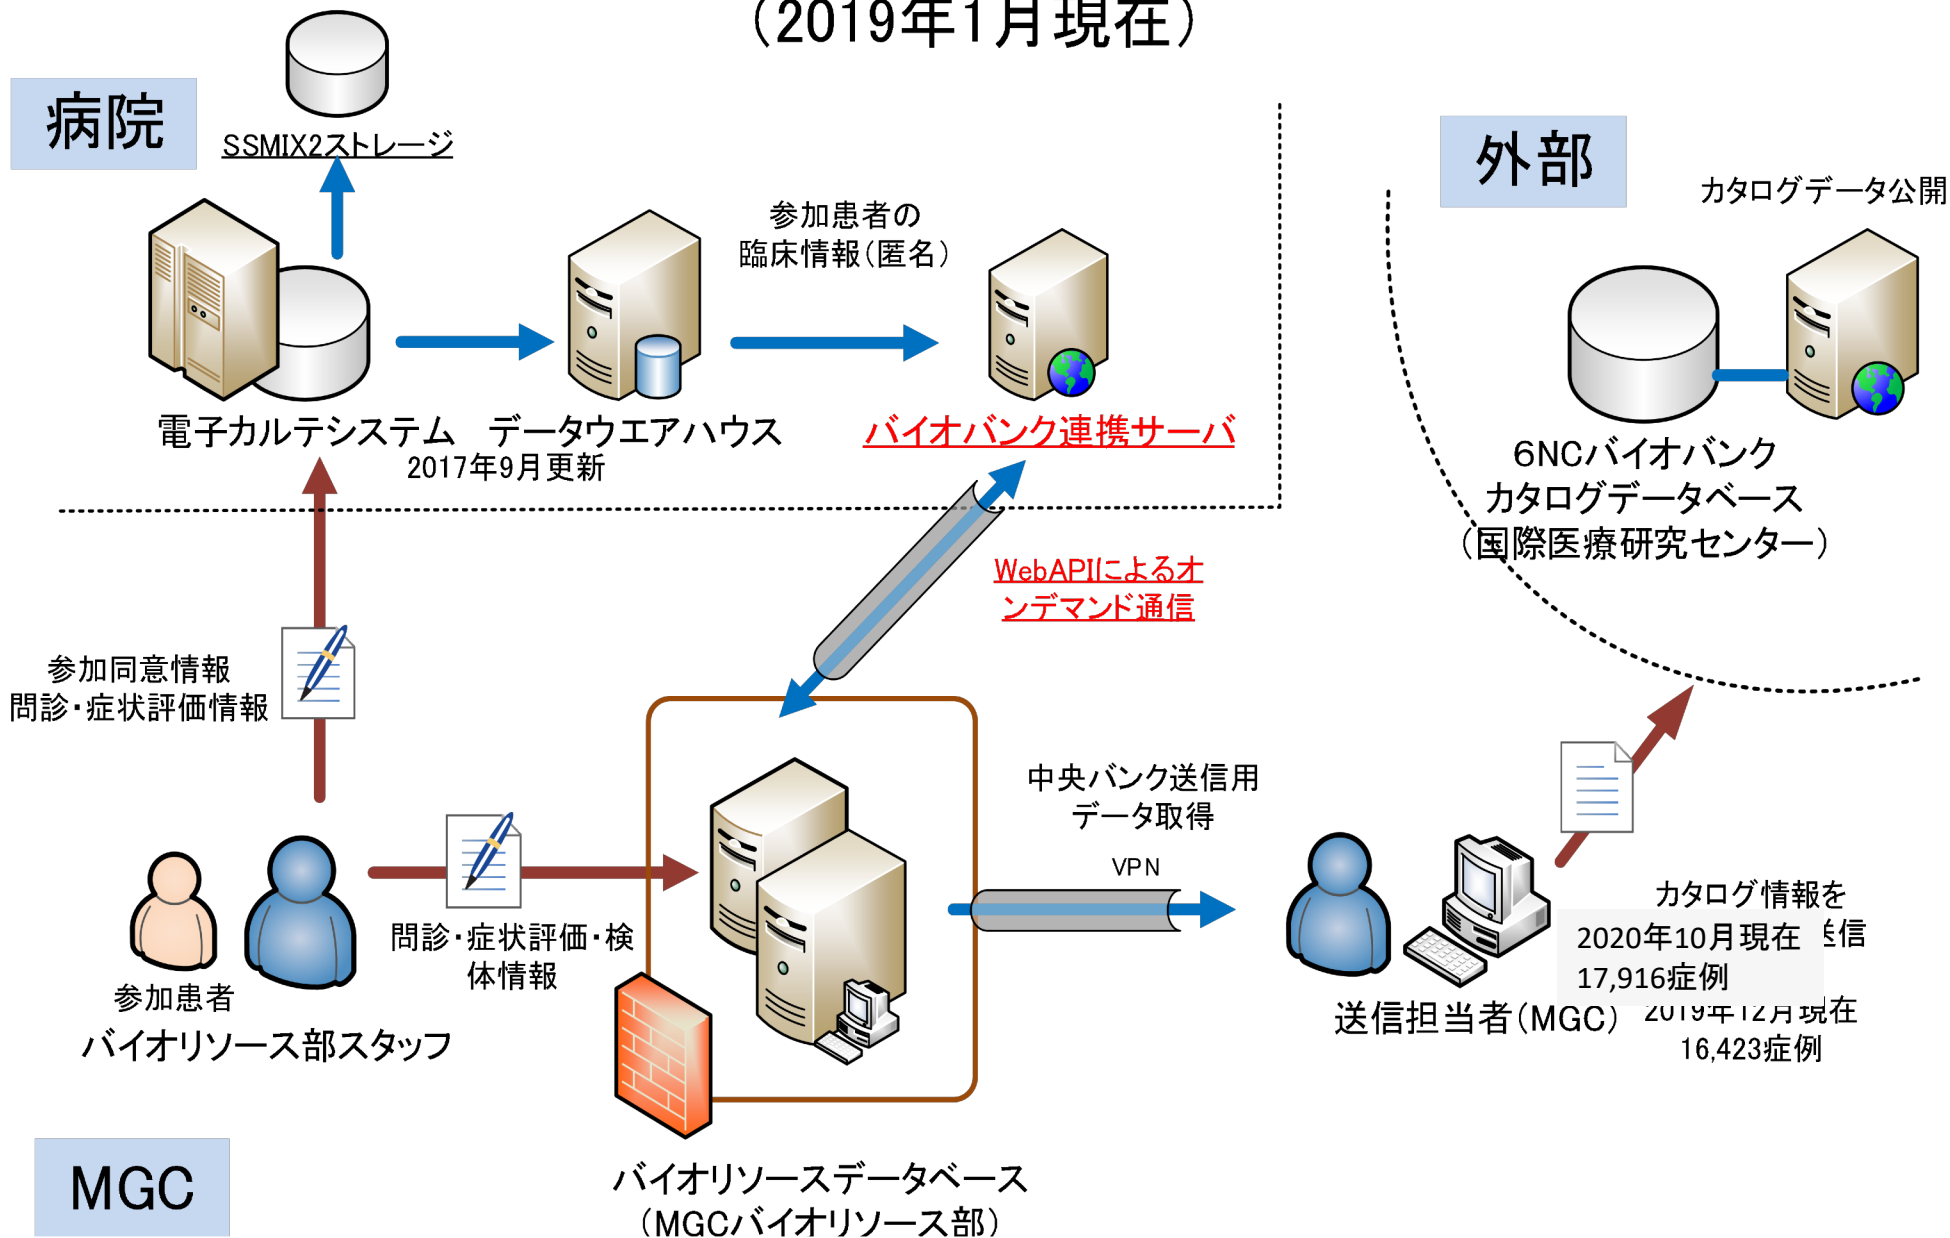 （2019年1月現在）
病院
SSMIX2ストレージ
外部
カタログデータ公開
参加患者の
臨床情報（匿名）
電子カルテシステム
データウエアハウス
2017年9月更新
バイオバンク連携サーバ
6NCバイオバンク
カタログデータベース
（国際医療研究センター）
WebAPIによるオ
ンデマンド通信
参加同意情報
問診・症状評価情報
中央バンク送信用
データ取得
VPN
問診・症状評価・検
体情報
参加患者
バイオリソース部スタッフ
カタログ情報を
送信
2020年10月現在
17,916症例
送信担当者（MGC）
2019年12月現在
16,423症例
MGC
バイオリソースデータベース
（MGCバイオリソース部）